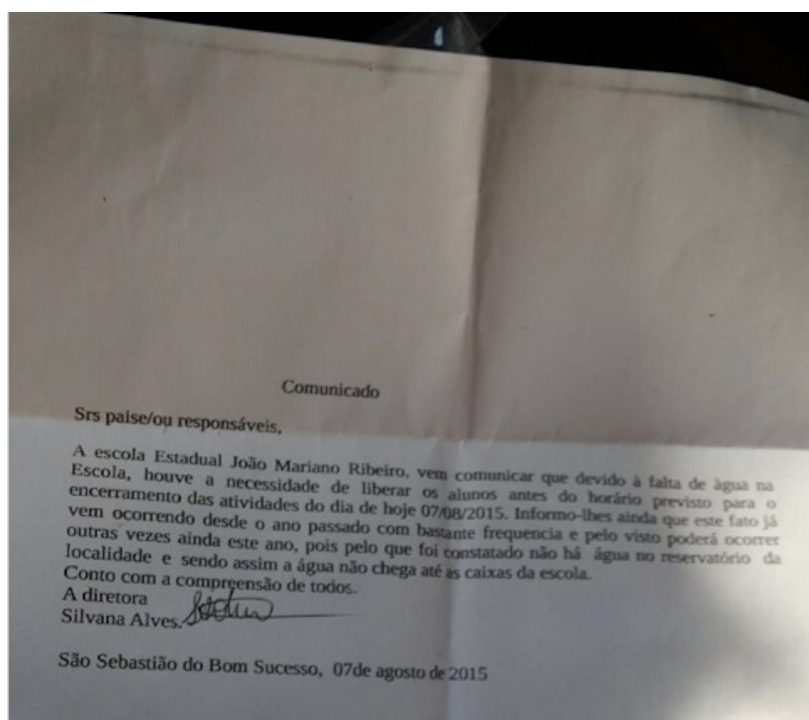 Comunicado
Srs paise/ou responsáveis,
A escola Estadual João Mariano Ribeiro, vem comunicar que devido à falta de àgua na
Escola, houve a necessidade de liberar os alunos antes do horário previsto para o
encerramento das atividades do dia de hoje 07/08/2015. Informo-lhes ainda que este fato já
vem ocorrendo desde o ano passado com bastante frequencia e pelo visto poderá ocorrer
outras vezes ainda este ano, pois pelo que foi constatado não há água no reservatório da
localidade e sendo assim a água não chega até as caixas da escola.
Conto com a compreensão de todos.
A diretora
Silvana Alves.
São Sebastião do Bom Sucesso, 07de agosto de 2015